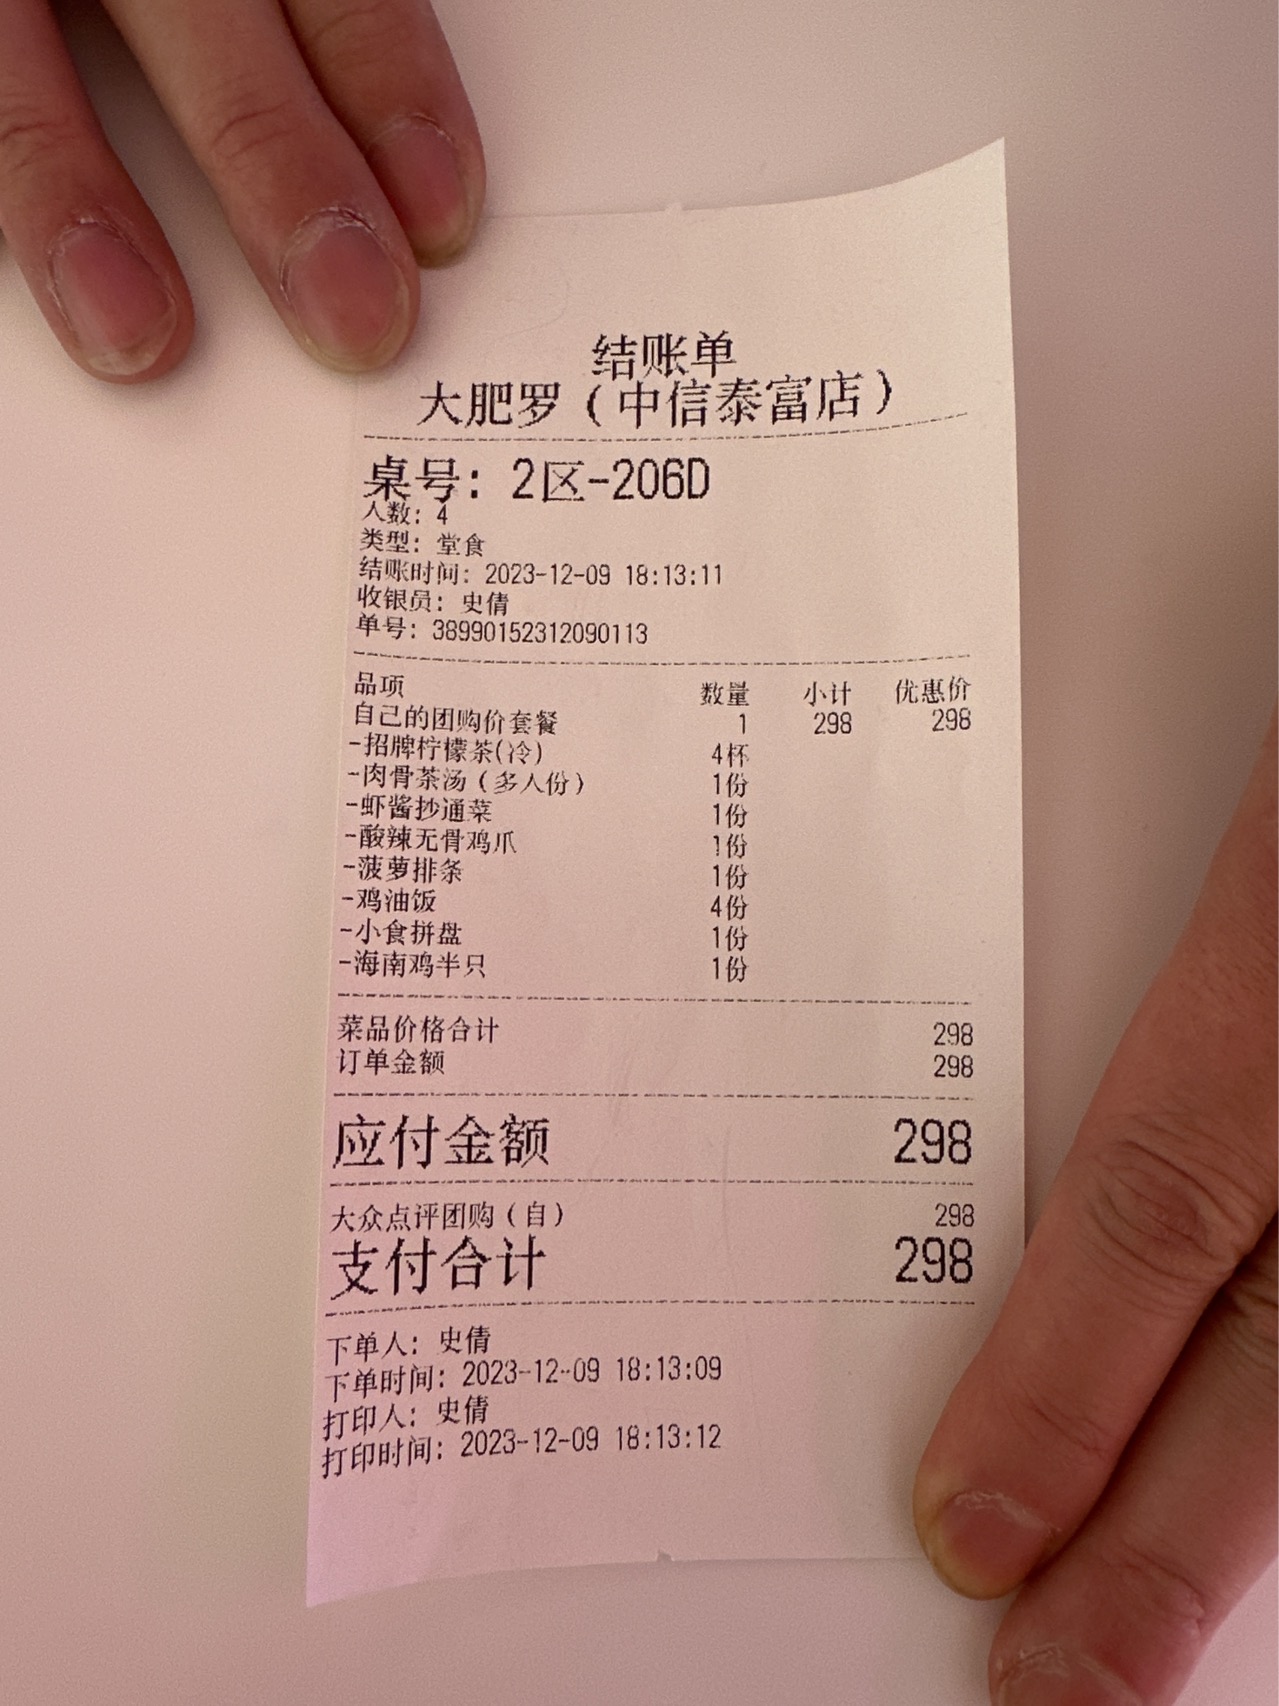 结账单
大肥罗（中信泰富店）
桌号：2区-206D
人数：4
类型：堂食
结账时间：2023-12-09 18:13:11
收银员：史倩
单号：38990152312090113
品项 数量 小计 优惠价
自己的团购价套餐 1 298 298
-招牌柠檬茶(冷) 4杯
-肉骨茶汤（多人份） 1份
-虾酱抄通菜 1份
-酸辣无骨鸡爪 1份
-菠萝排条 1份
-鸡油饭 4份
-小食拼盘 1份
-海南鸡半只 1份
菜品价格合计 298
订单金额 298
应付金额 298
大众点评团购（自） 298
支付合计 298
下单人：史倩
下单时间：2023-12-09 18:13:09
打印人：史倩
打印时间：2023-12-09 18:13:12